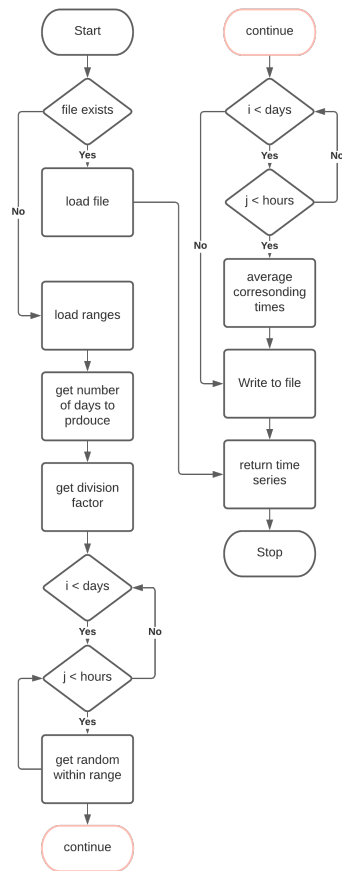 Start
file exists
Yes
load file
No
load ranges
get number
of days to
prdouce
get division
factor
i < days
Yes
No
j < hours
Yes
get random
within range
continue
continue
i < days
Yes
No
j < hours
No
Yes
average
corresonding
times
Write to file
return time
series
Stop